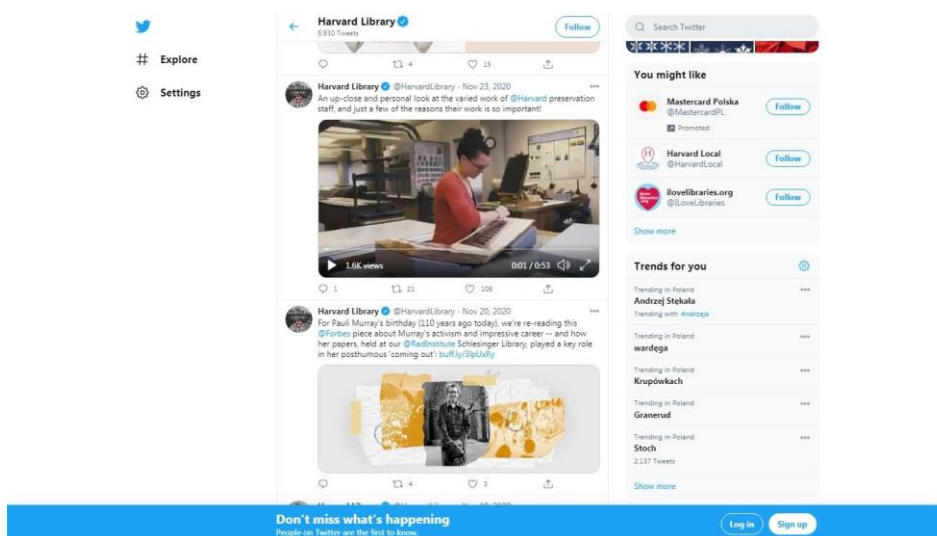 Harvard Library
5,930 Tweets
Follow
Search Twitter
Explore
Settings
4
15
Harvard Library @HarvardLibrary · Nov 23, 2020
An up-close and personal look at the varied work of @Harvard preservation
staff, and just a few of the reasons their work is so important!
1.6K views
0:01 / 0:53
1
21
108
Harvard Library @HarvardLibrary · Nov 20, 2020
For Pauli Murray's birthday (110 years ago today), we're re-reading this
@Forbes piece about Murray's activism and impressive career -- and how
her papers, held at our @RadInstitute Schlesinger Library, played a key role
in her posthumous 'coming out': buff.ly/3lpUxRy
4
3
You might like
Mastercard Polska
@MastercardPL
Promoted
Follow
Harvard Local
@HarvardLocal
Follow
ilovelibraries.org
@ILoveLibraries
Follow
Show more
Trends for you
Trending in Poland
Andrzej Stękała
Trending with Andrzeja
Trending in Poland
wardęga
Trending in Poland
Krupówkach
Trending in Poland
Granerud
Trending in Poland
Stoch
2,137 Tweets
Show more
Don't miss what's happening
People on Twitter are the first to know.
Log in
Sign up